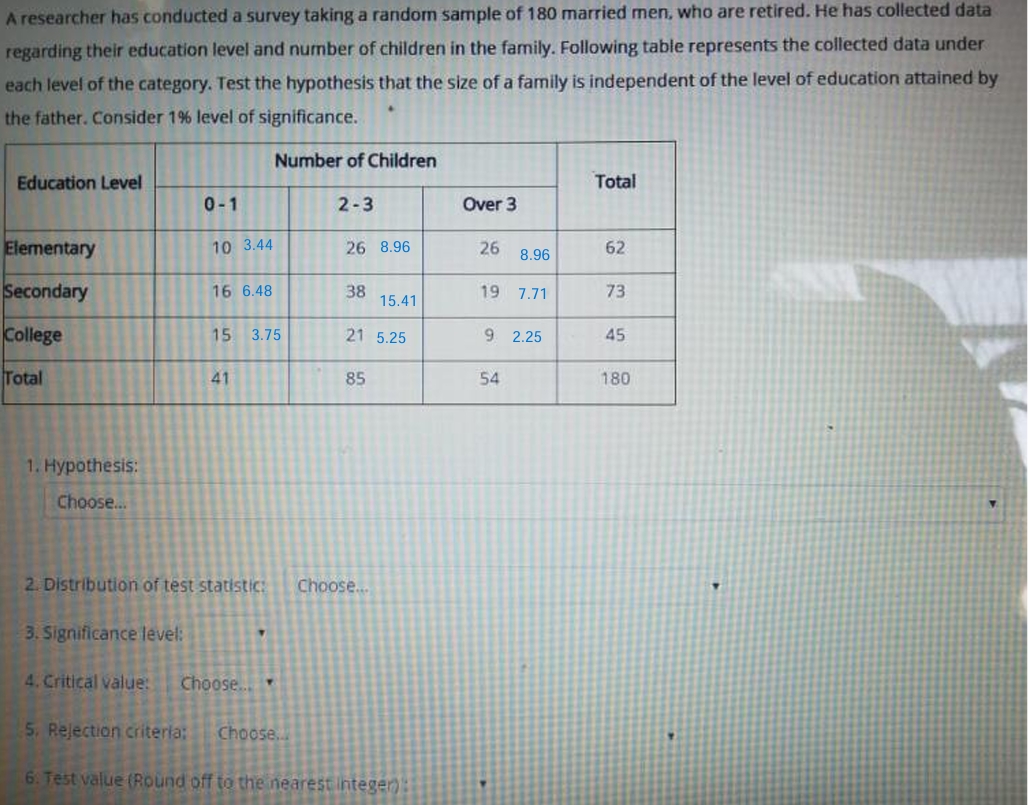 A researcher has conducted a survey taking a random sample of 180 married men, who are retired. He has collected data
regarding their education level and number of children in the family. Following table represents the collected data under
each level of the category. Test the hypothesis that the size of a family is independent of the level of education attained by
the father. Consider 1% level of significance.
Education Level Number of Children Total
0 - 1 2 - 3 Over 3
Elementary 10 3.44 26 8.96 26 8.96 62
Secondary 16 6.48 38 15.41 19 7.71 73
College 15 3.75 21 5.25 9 2.25 45
Total 41 85 54 180
1. Hypothesis:
Choose...
2. Distribution of test statistic: Choose...
3. Significance level:
4. Critical value: Choose...
5. Rejection criteria: Choose...
6. Test value (Round off to the nearest integer) :